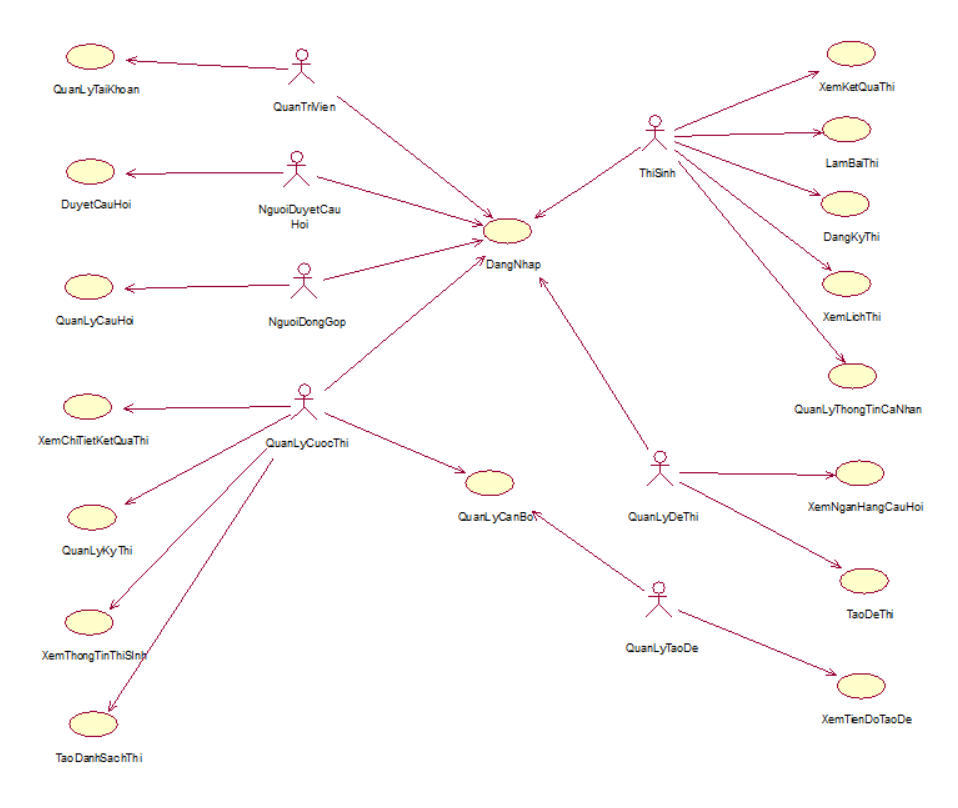 QuanLyTaiKhoan
QuanTriVien
XemKetQuaThi
ThiSinh
LamBaiThi
DuyetCauHoi
NguoiDuyetCau
Hoi
DangKyThi
DangNhap
QuanLyCauHoi
NguoiDongGop
XemLichThi
QuanLyThongTinCaNhan
XemChiTietKetQuaThi
QuanLyCuocThi
QuanLyCanBo
QuanLyDeThi
XemNganHangCauHoi
QuanLyKyThi
TaoDeThi
XemThongTinThiSInh
QuanLyTaoDe
XemTienDoTaoDe
TaoDanhSachThi